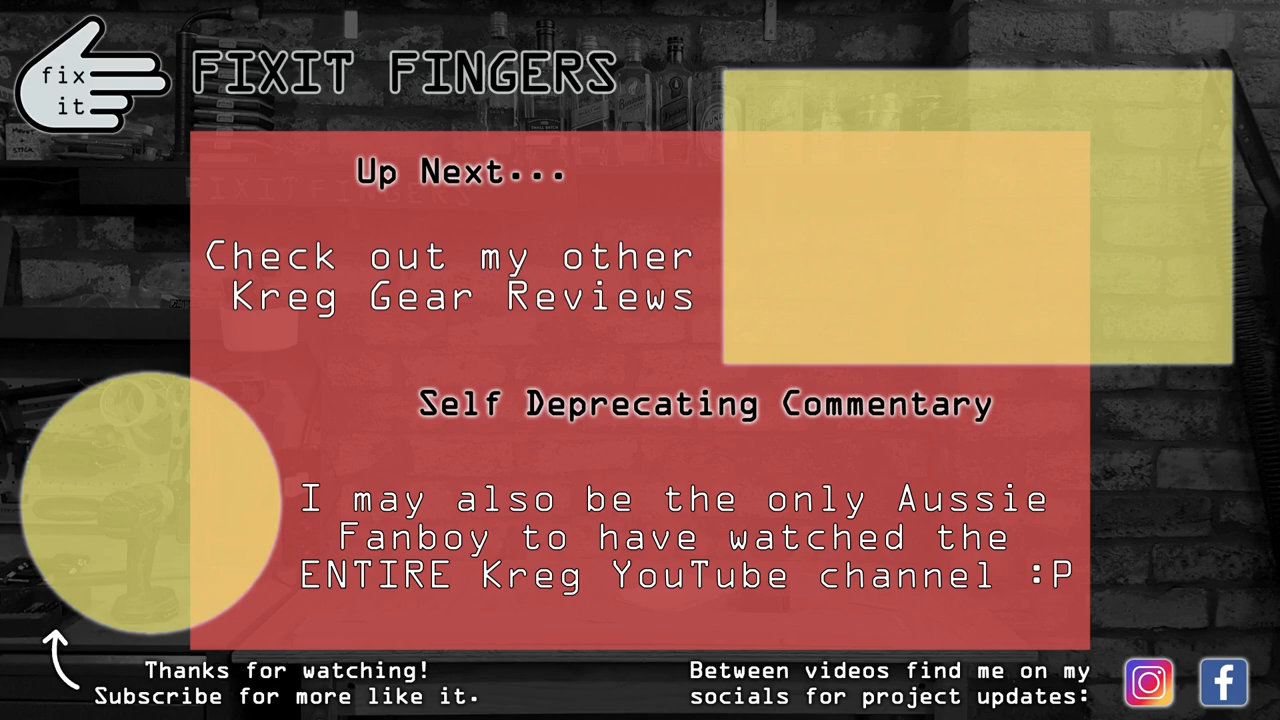 fix
it
FIXIT FINGERS
FIXIT FINGERS
Up Next...
Check out my other
Kreg Gear Reviews
Self Deprecating Commentary
I may also be the only Aussie
Fanboy to have watched the
ENTIRE Kreg YouTube channel :P
Thanks for watching!
Subscribe for more like it.
Between videos find me on my
socials for project updates: